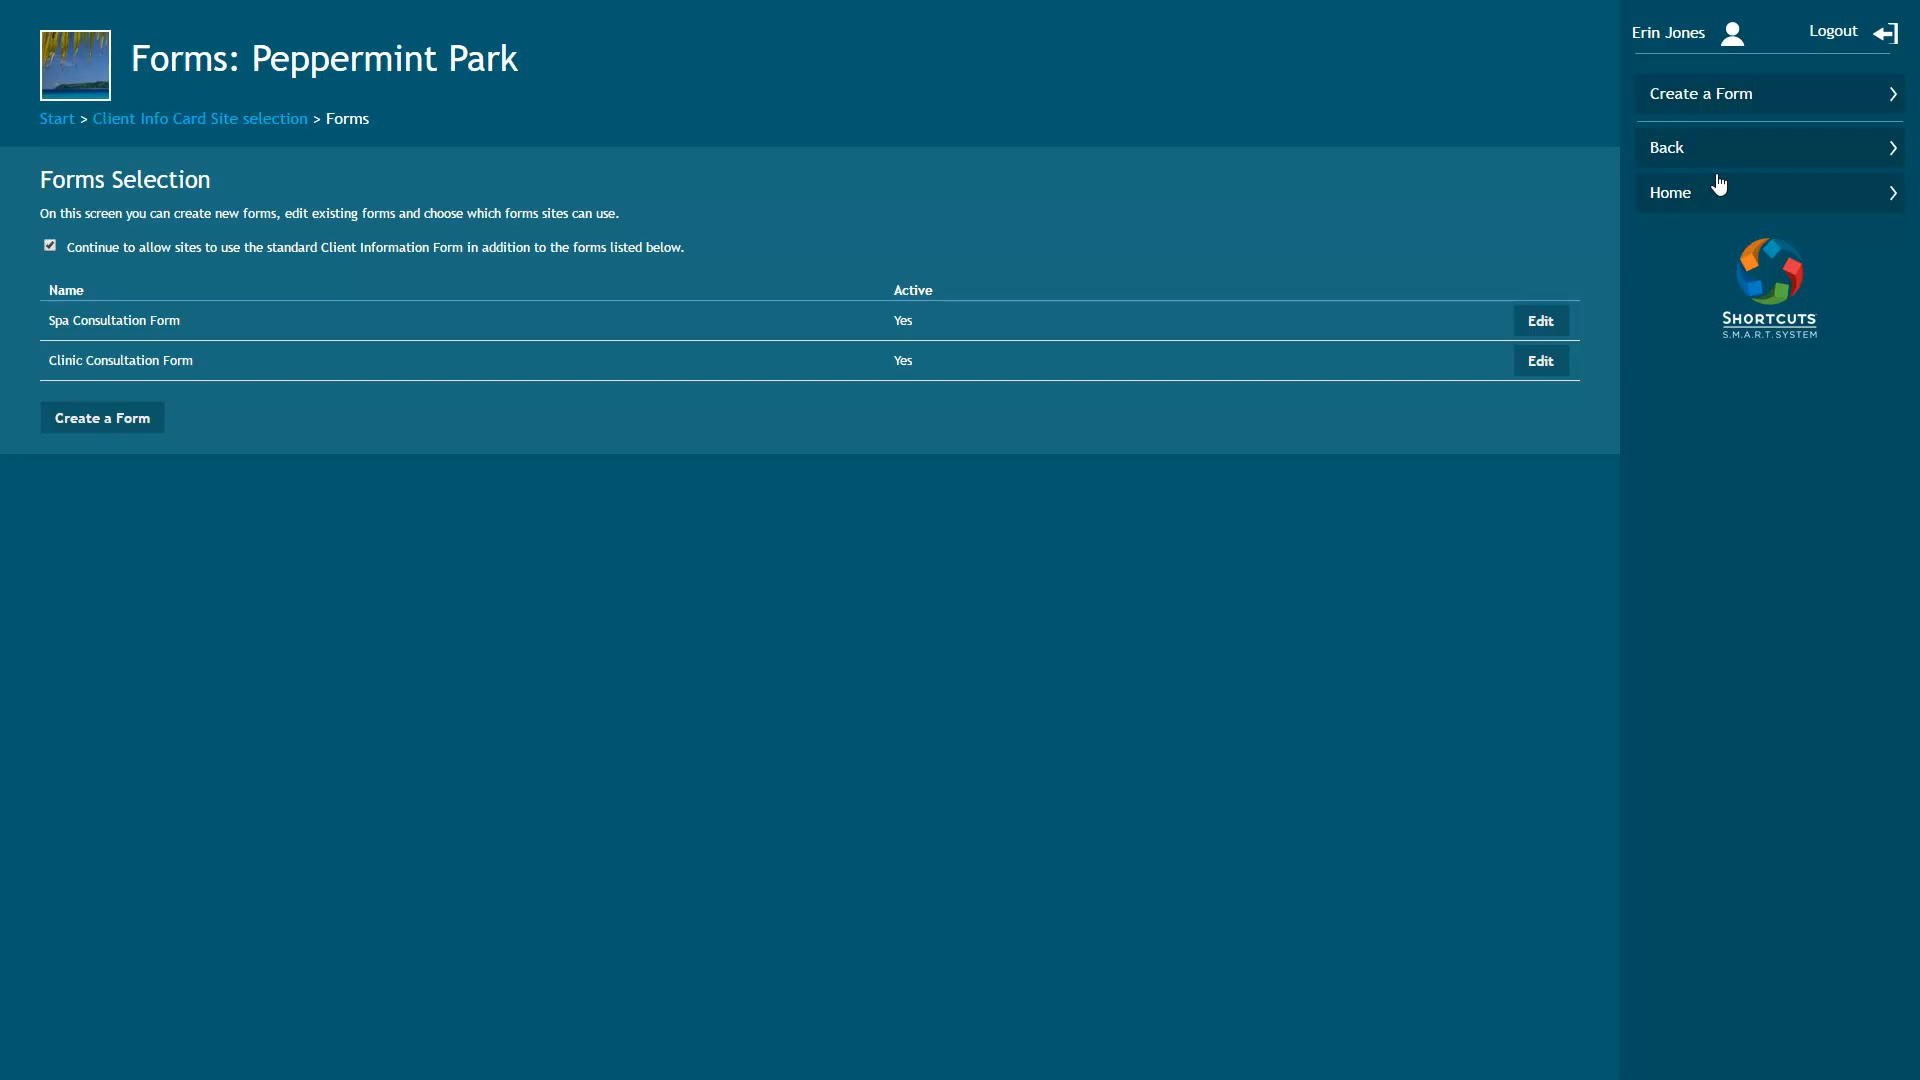 Forms: Peppermint Park
Start > Client Info Card Site selection > Forms
Forms Selection
On this screen you can create new forms, edit existing forms and choose which forms sites can use.
Continue to allow sites to use the standard Client Information Form in addition to the forms listed below.
Name Active
Spa Consultation Form Yes Edit
Clinic Consultation Form Yes Edit
Create a Form
Erin Jones Logout
Create a Form
Back
Home
SHORTCUTS
S.M.A.R.T. SYSTEM